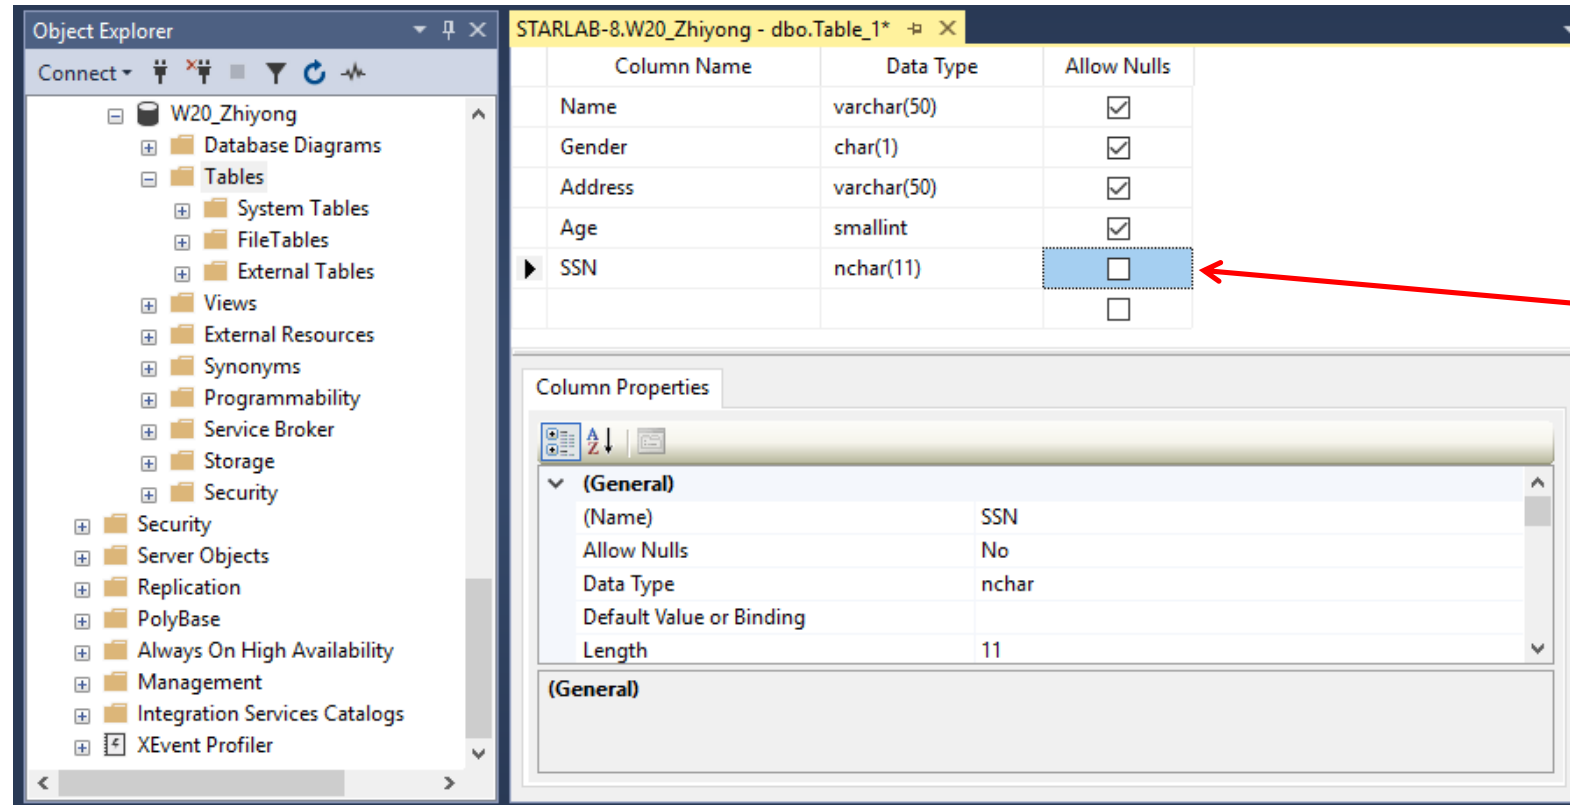 Object Explorer
Connect
W20_Zhiyong
Database Diagrams
Tables
System Tables
FileTables
External Tables
Views
External Resources
Synonyms
Programmability
Service Broker
Storage
Security
Security
Server Objects
Replication
PolyBase
Always On High Availability
Management
Integration Services Catalogs
XEvent Profiler
STARLAB-8.W20_Zhiyong - dbo.Table_1*
Column Name Data Type Allow Nulls
Name varchar(50)
Gender char(1)
Address varchar(50)
Age smallint
SSN nchar(11)
Column Properties
(General)
(Name) SSN
Allow Nulls No
Data Type nchar
Default Value or Binding
Length 11
(General)